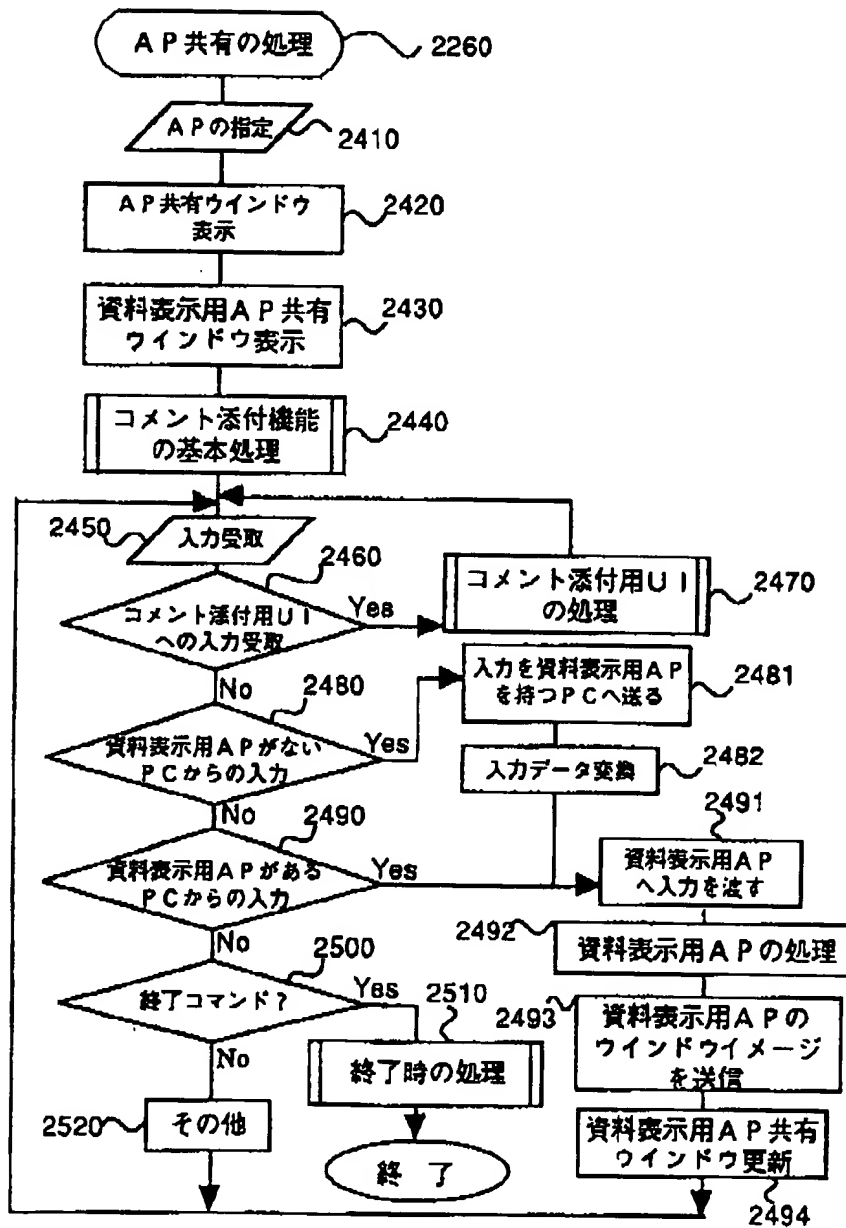 AP共有の処理
2260
APの指定
2410
AP共有ウインドウ
表示
2420
資料表示用AP共有
ウインドウ表示
2430
コメント添付機能
の基本処理
2440
2450
入力受取
2460
コメント添付用UI
への入力受取
Yes
コメント添付用UI
の処理
2470
No
2480
資料表示用APがない
PCからの入力
Yes
入力を資料表示用AP
を持つPCへ送る
2481
入力データ変換
2482
No
2490
資料表示用APがある
PCからの入力
Yes
2491
資料表示用AP
へ入力を渡す
2492
資料表示用APの処理
No
2500
終了コマンド?
Yes
2510
終了時の処理
2493
資料表示用APの
ウインドウイメージ
を送信
No
2520
その他
終 了
資料表示用AP共有
ウインドウ更新
2494